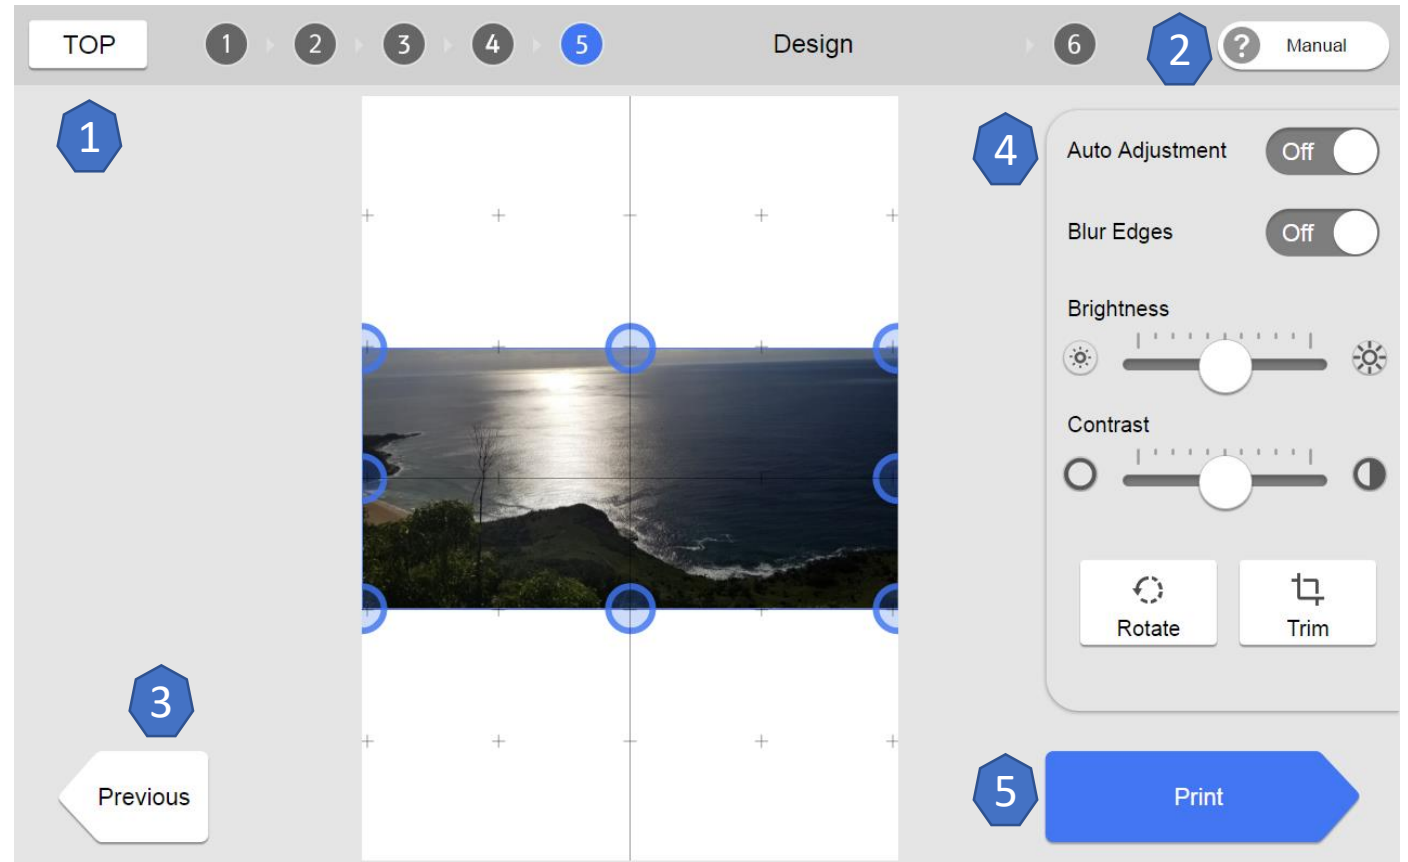 TOP
1
2
3
4
5
Design
6
2
?
Manual
1
4
Auto Adjustment
Off
Blur Edges
Off
Brightness
Contrast
Rotate
Trim
3
Previous
5
Print